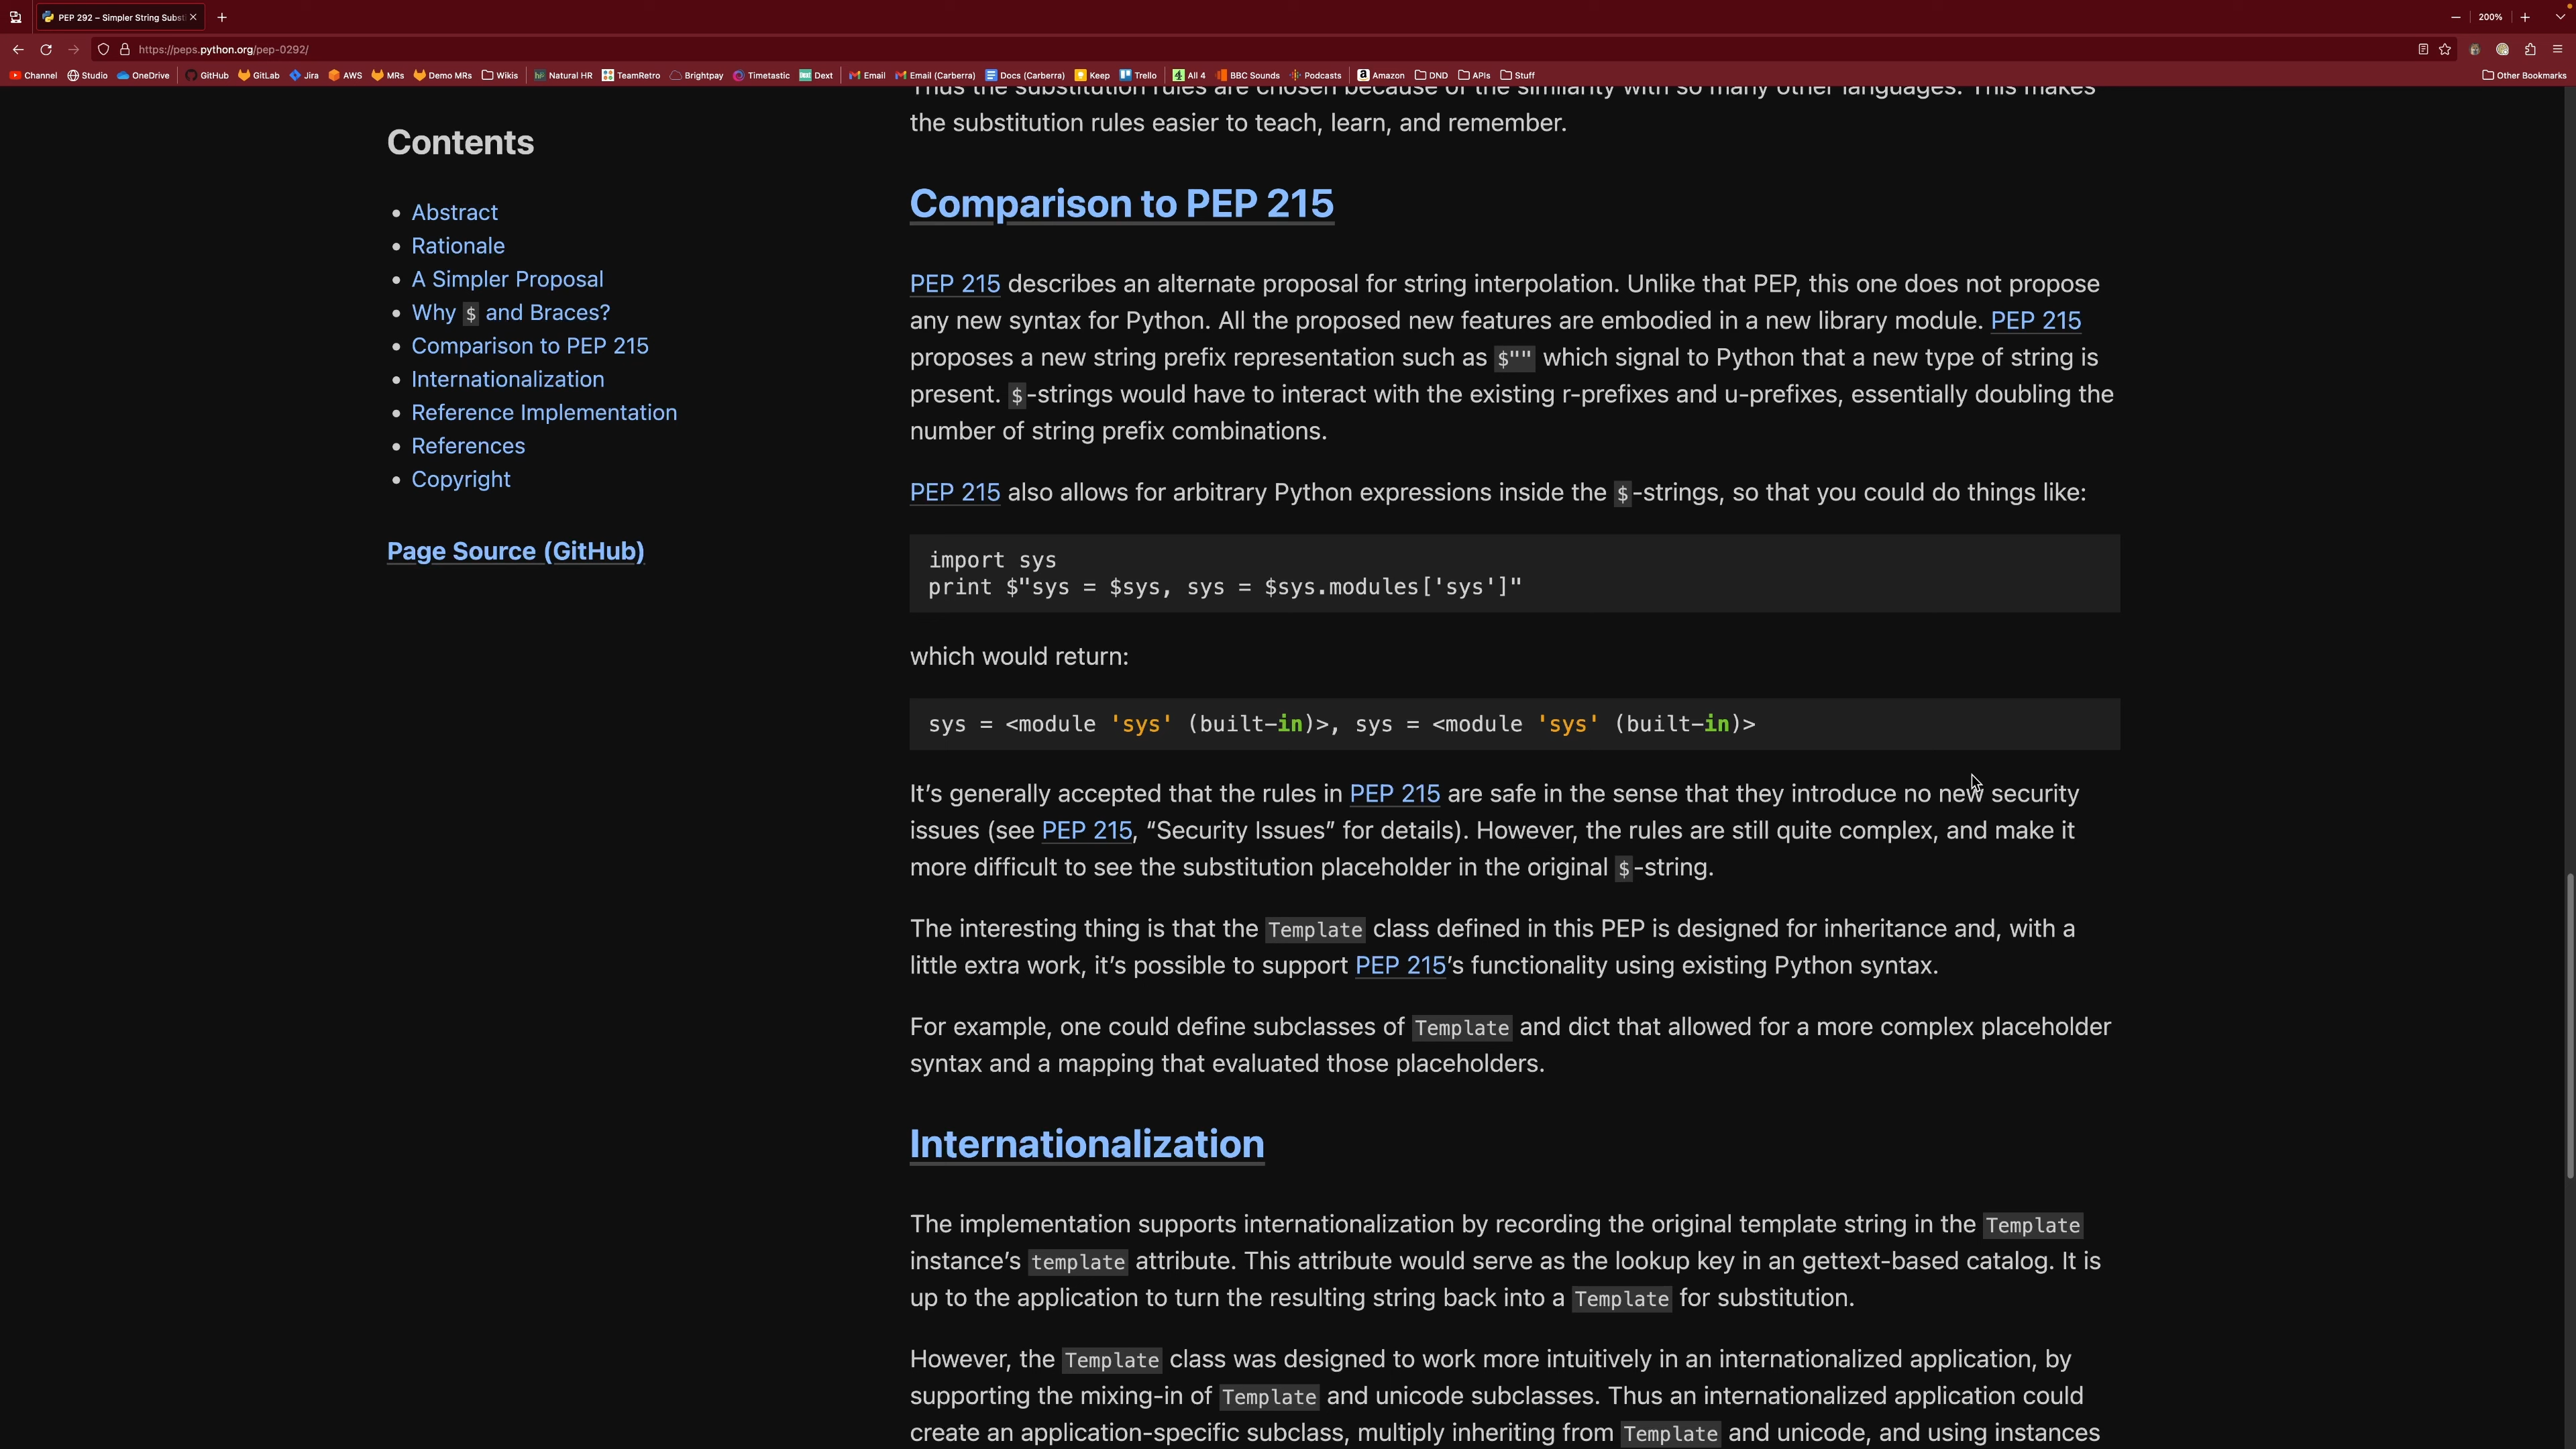 PEP 292 – Simpler String Subst
200%
https://peps.python.org/pep-0292/
Channel Studio OneDrive GitHub GitLab Jira AWS MRs Demo MRs Wikis Natural HR TeamRetro Brightpay Timetastic Dext Email Email (Carberra) Docs (Carberra) Keep Trello All 4 BBC Sounds Podcasts Amazon DND APIs Stuff Other Bookmarks
Contents
• Abstract
• Rationale
• A Simpler Proposal
• Why $ and Braces?
• Comparison to PEP 215
• Internationalization
• Reference Implementation
• References
• Copyright
Page Source (GitHub)
Thus the substitution rules are chosen because of the similarity with so many other languages. This makes
the substitution rules easier to teach, learn, and remember.
Comparison to PEP 215
PEP 215 describes an alternate proposal for string interpolation. Unlike that PEP, this one does not propose
any new syntax for Python. All the proposed new features are embodied in a new library module. PEP 215
proposes a new string prefix representation such as $"" which signal to Python that a new type of string is
present. $-strings would have to interact with the existing r-prefixes and u-prefixes, essentially doubling the
number of string prefix combinations.
PEP 215 also allows for arbitrary Python expressions inside the $-strings, so that you could do things like:
import sys
print $"sys = $sys, sys = $sys.modules['sys']"
which would return:
sys = <module 'sys' (built-in)>, sys = <module 'sys' (built-in)>
It’s generally accepted that the rules in PEP 215 are safe in the sense that they introduce no new security
issues (see PEP 215, “Security Issues” for details). However, the rules are still quite complex, and make it
more difficult to see the substitution placeholder in the original $-string.
The interesting thing is that the Template class defined in this PEP is designed for inheritance and, with a
little extra work, it’s possible to support PEP 215’s functionality using existing Python syntax.
For example, one could define subclasses of Template and dict that allowed for a more complex placeholder
syntax and a mapping that evaluated those placeholders.
Internationalization
The implementation supports internationalization by recording the original template string in the Template
instance’s template attribute. This attribute would serve as the lookup key in an gettext-based catalog. It is
up to the application to turn the resulting string back into a Template for substitution.
However, the Template class was designed to work more intuitively in an internationalized application, by
supporting the mixing-in of Template and unicode subclasses. Thus an internationalized application could
create an application-specific subclass, multiply inheriting from Template and unicode, and using instances